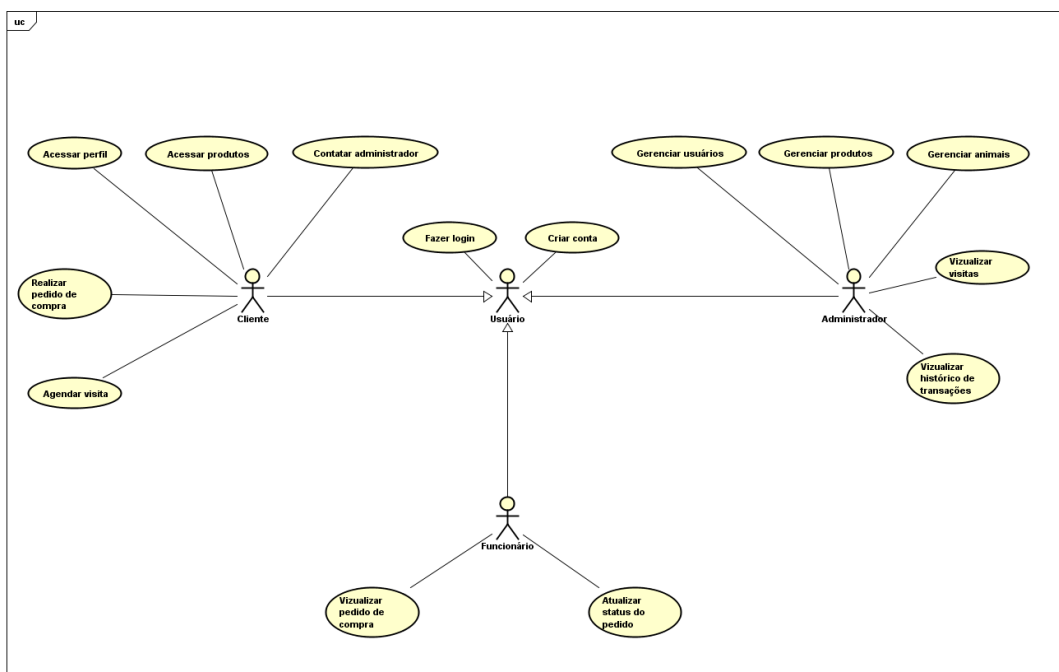 uc
Acessar perfil
Acessar produtos
Contatar administrador
Gerenciar usuários
Gerenciar produtos
Gerenciar animais
Fazer login
Criar conta
Realizar
pedido de
compra
Cliente
Usuário
Administrador
Vizualizar
visitas
Agendar visita
Vizualizar
histórico de
transações
Funcionário
Vizualizar
pedido de
compra
Atualizar
status do
pedido